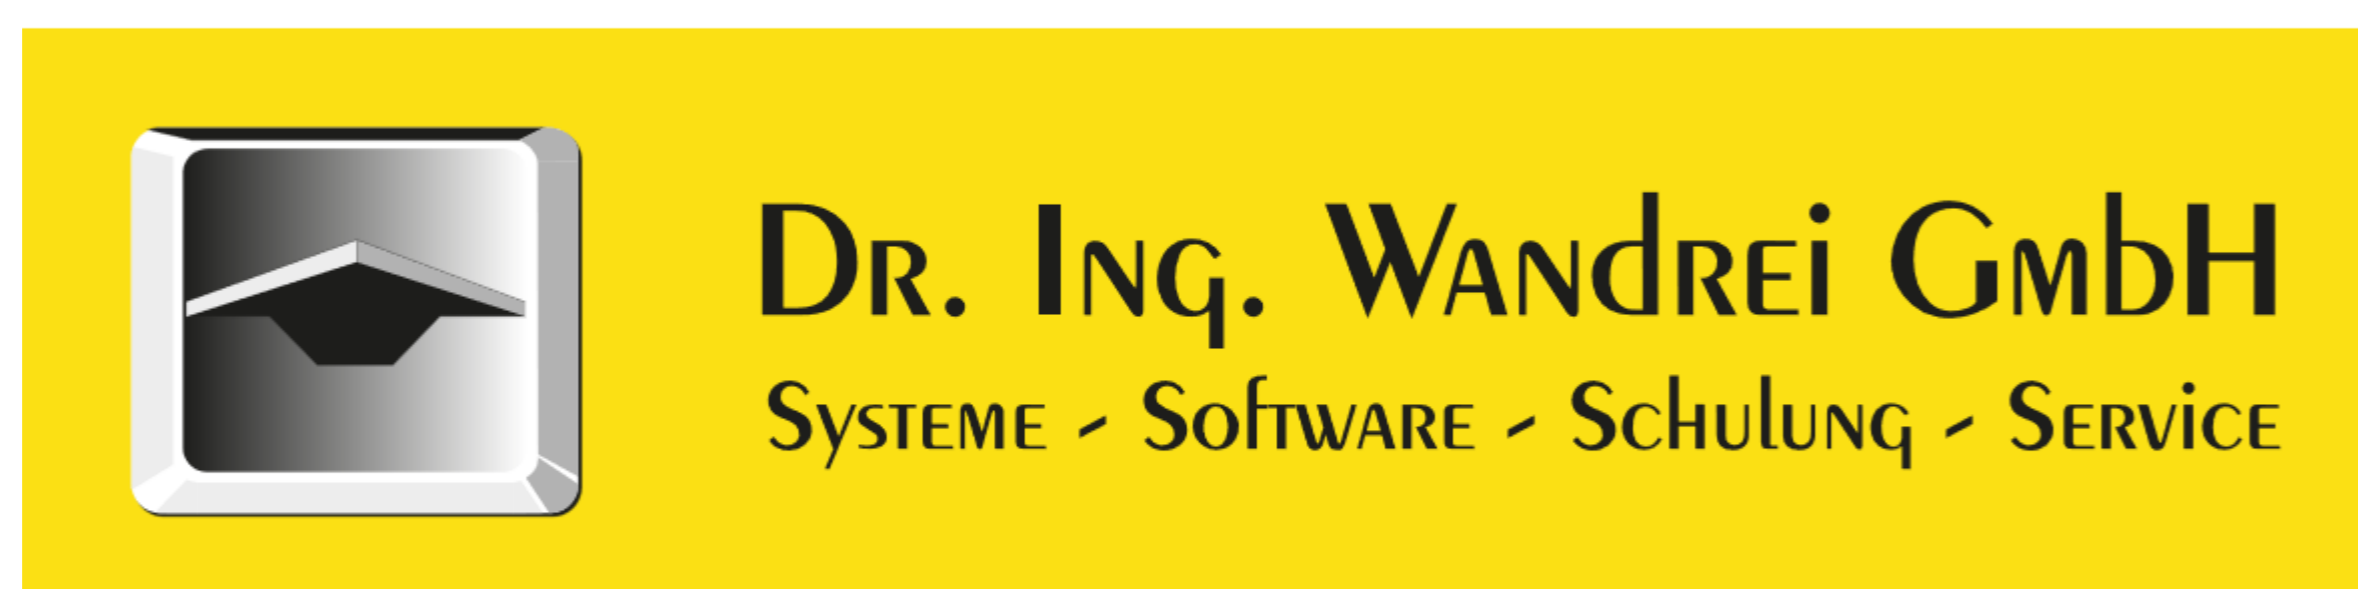 Dr. Ing. Wandrei GmbH
Systeme - Software - Schulung - Service